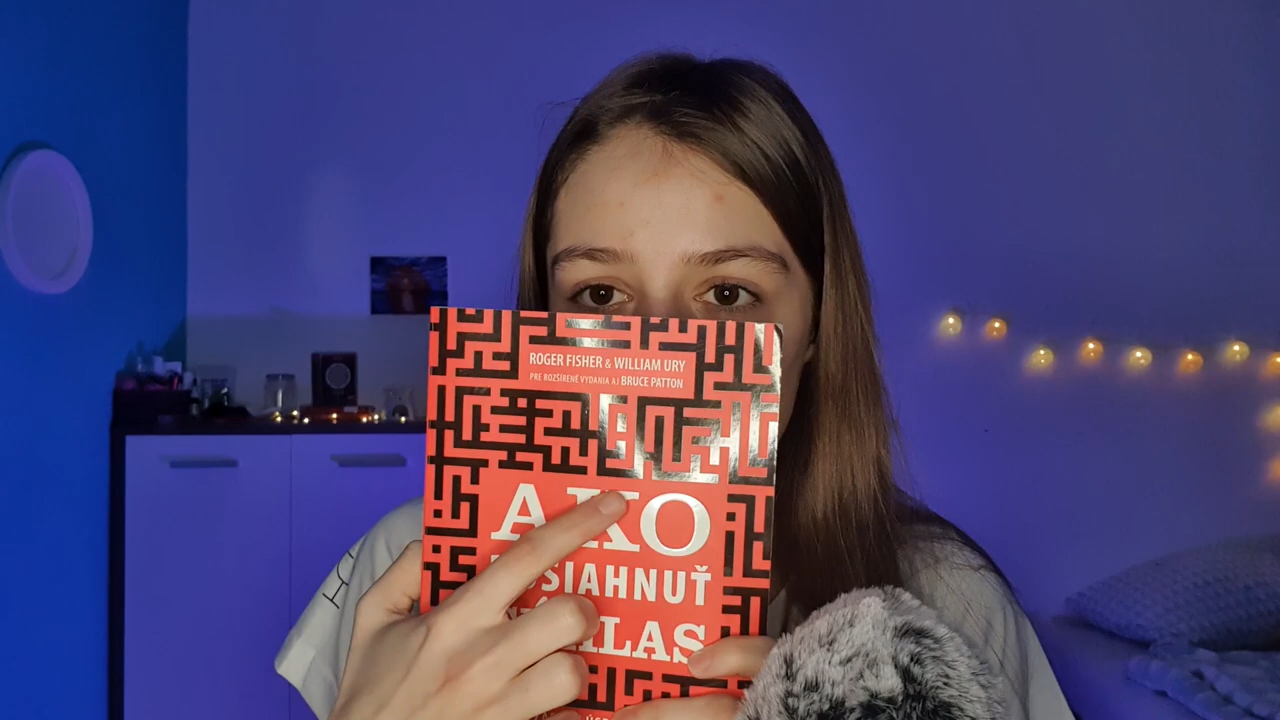 ROGER FISHER & WILLIAM URY
PRE ROZŠÍRENÉ VYDANIA AJ BRUCE PATTON
AKO
SIAHNUŤ
LAS